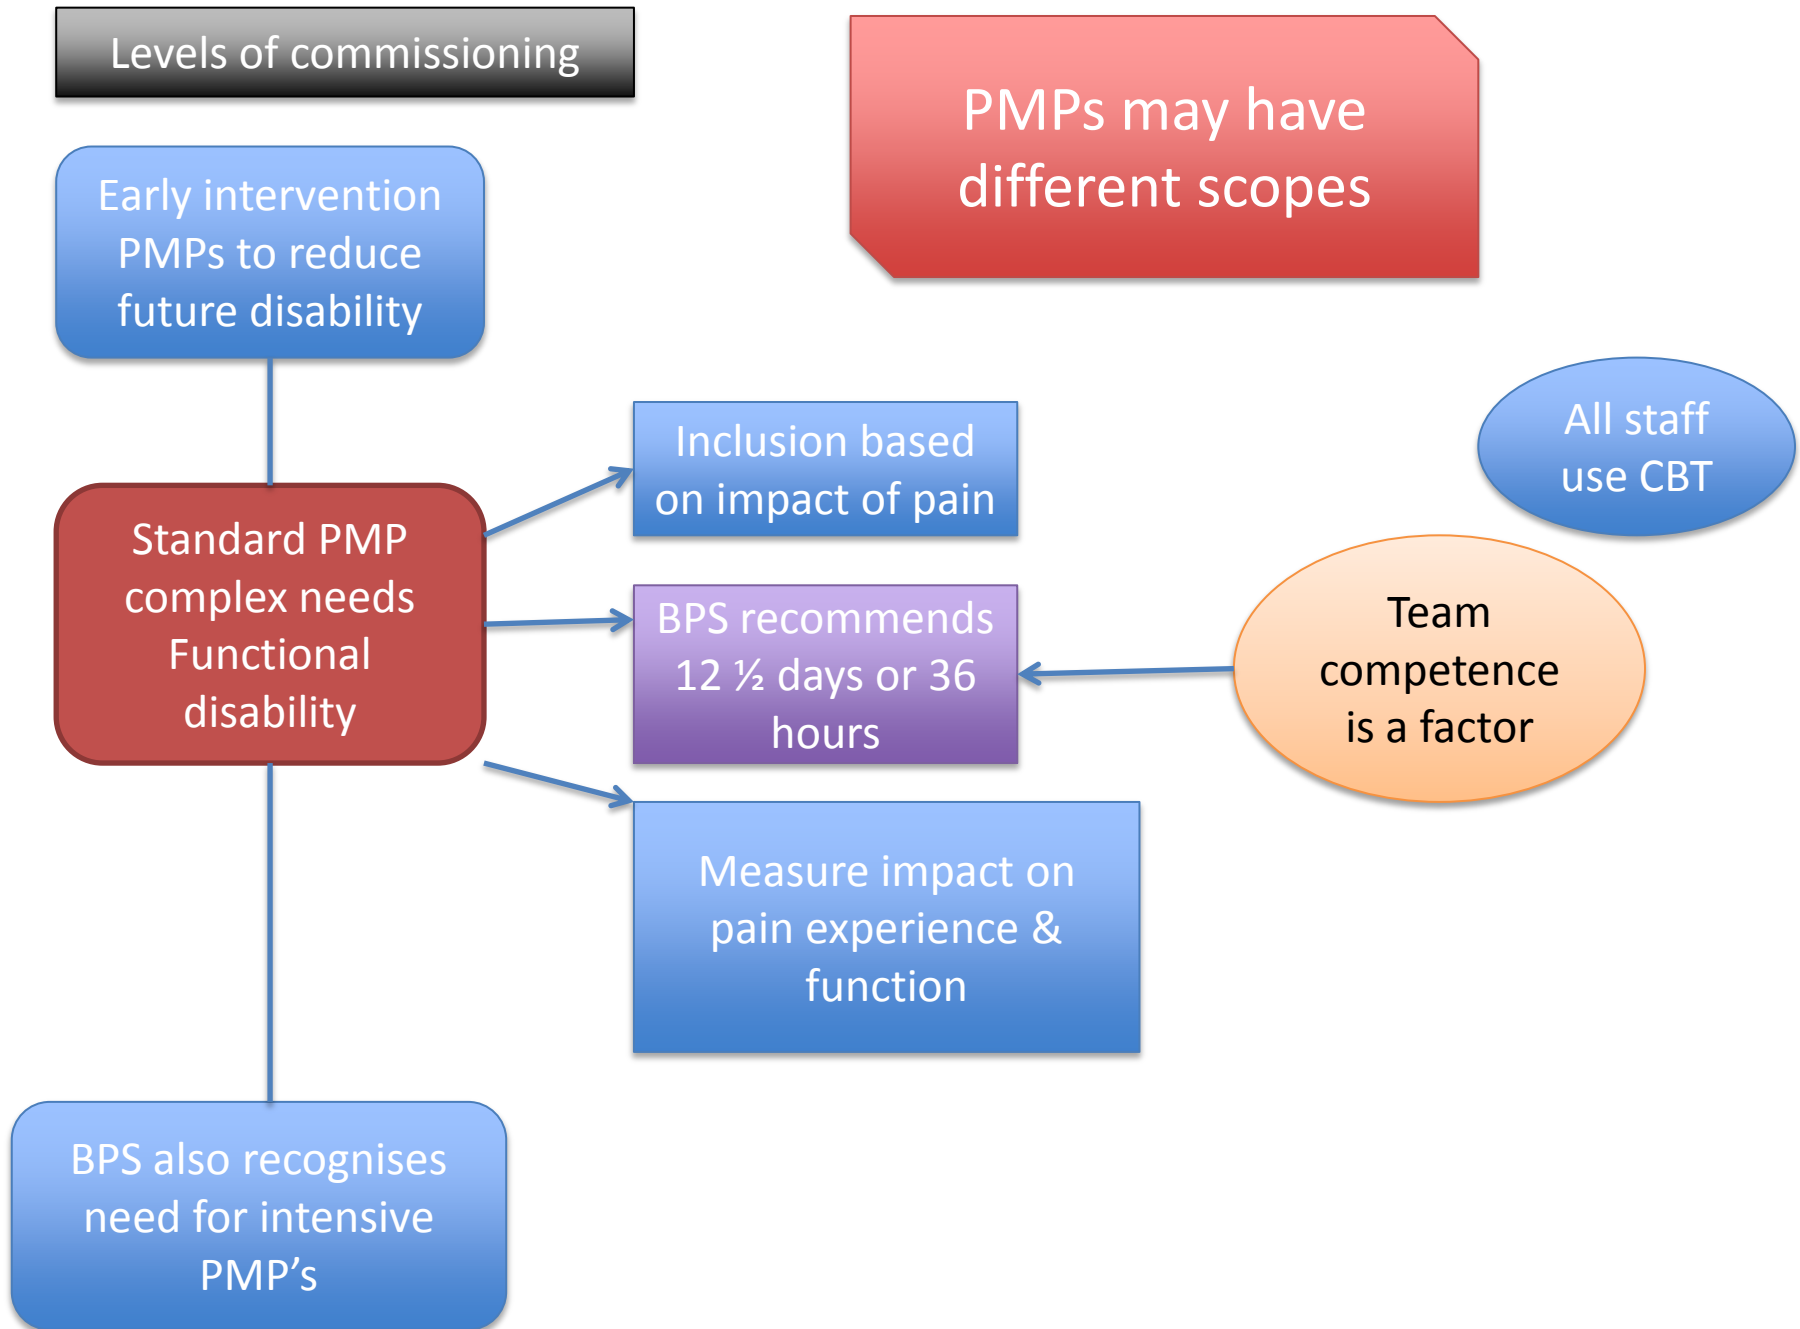 Levels of commissioning
PMPs may have
different scopes
Early intervention
PMPs to reduce
future disability
Standard PMP
complex needs
Functional
disability
BPS also recognises
need for intensive
PMP’s
Inclusion based
on impact of pain
BPS recommends
12 ½ days or 36
hours
Measure impact on
pain experience &
function
All staff
use CBT
Team
competence
is a factor